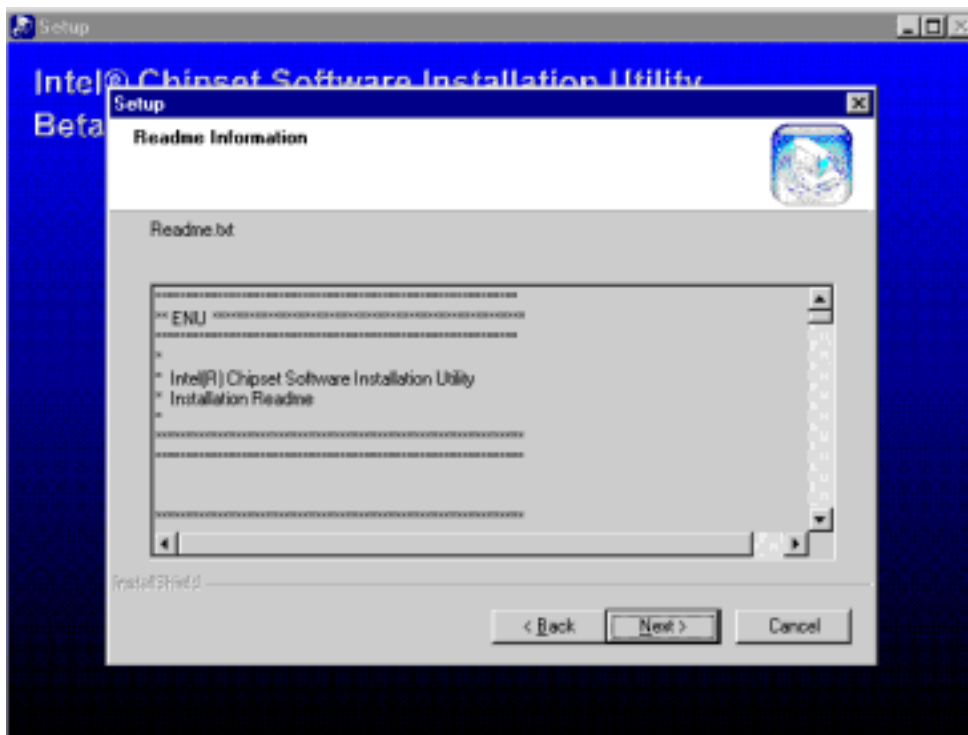 Setup
Intel® Chipset Software Installation Utility
Beta
Setup
Readme Information
Readme.txt
** ENU **
*
* Intel(R) Chipset Software Installation Utility
* Installation Readme
*
InstallShield
< Back
Next >
Cancel